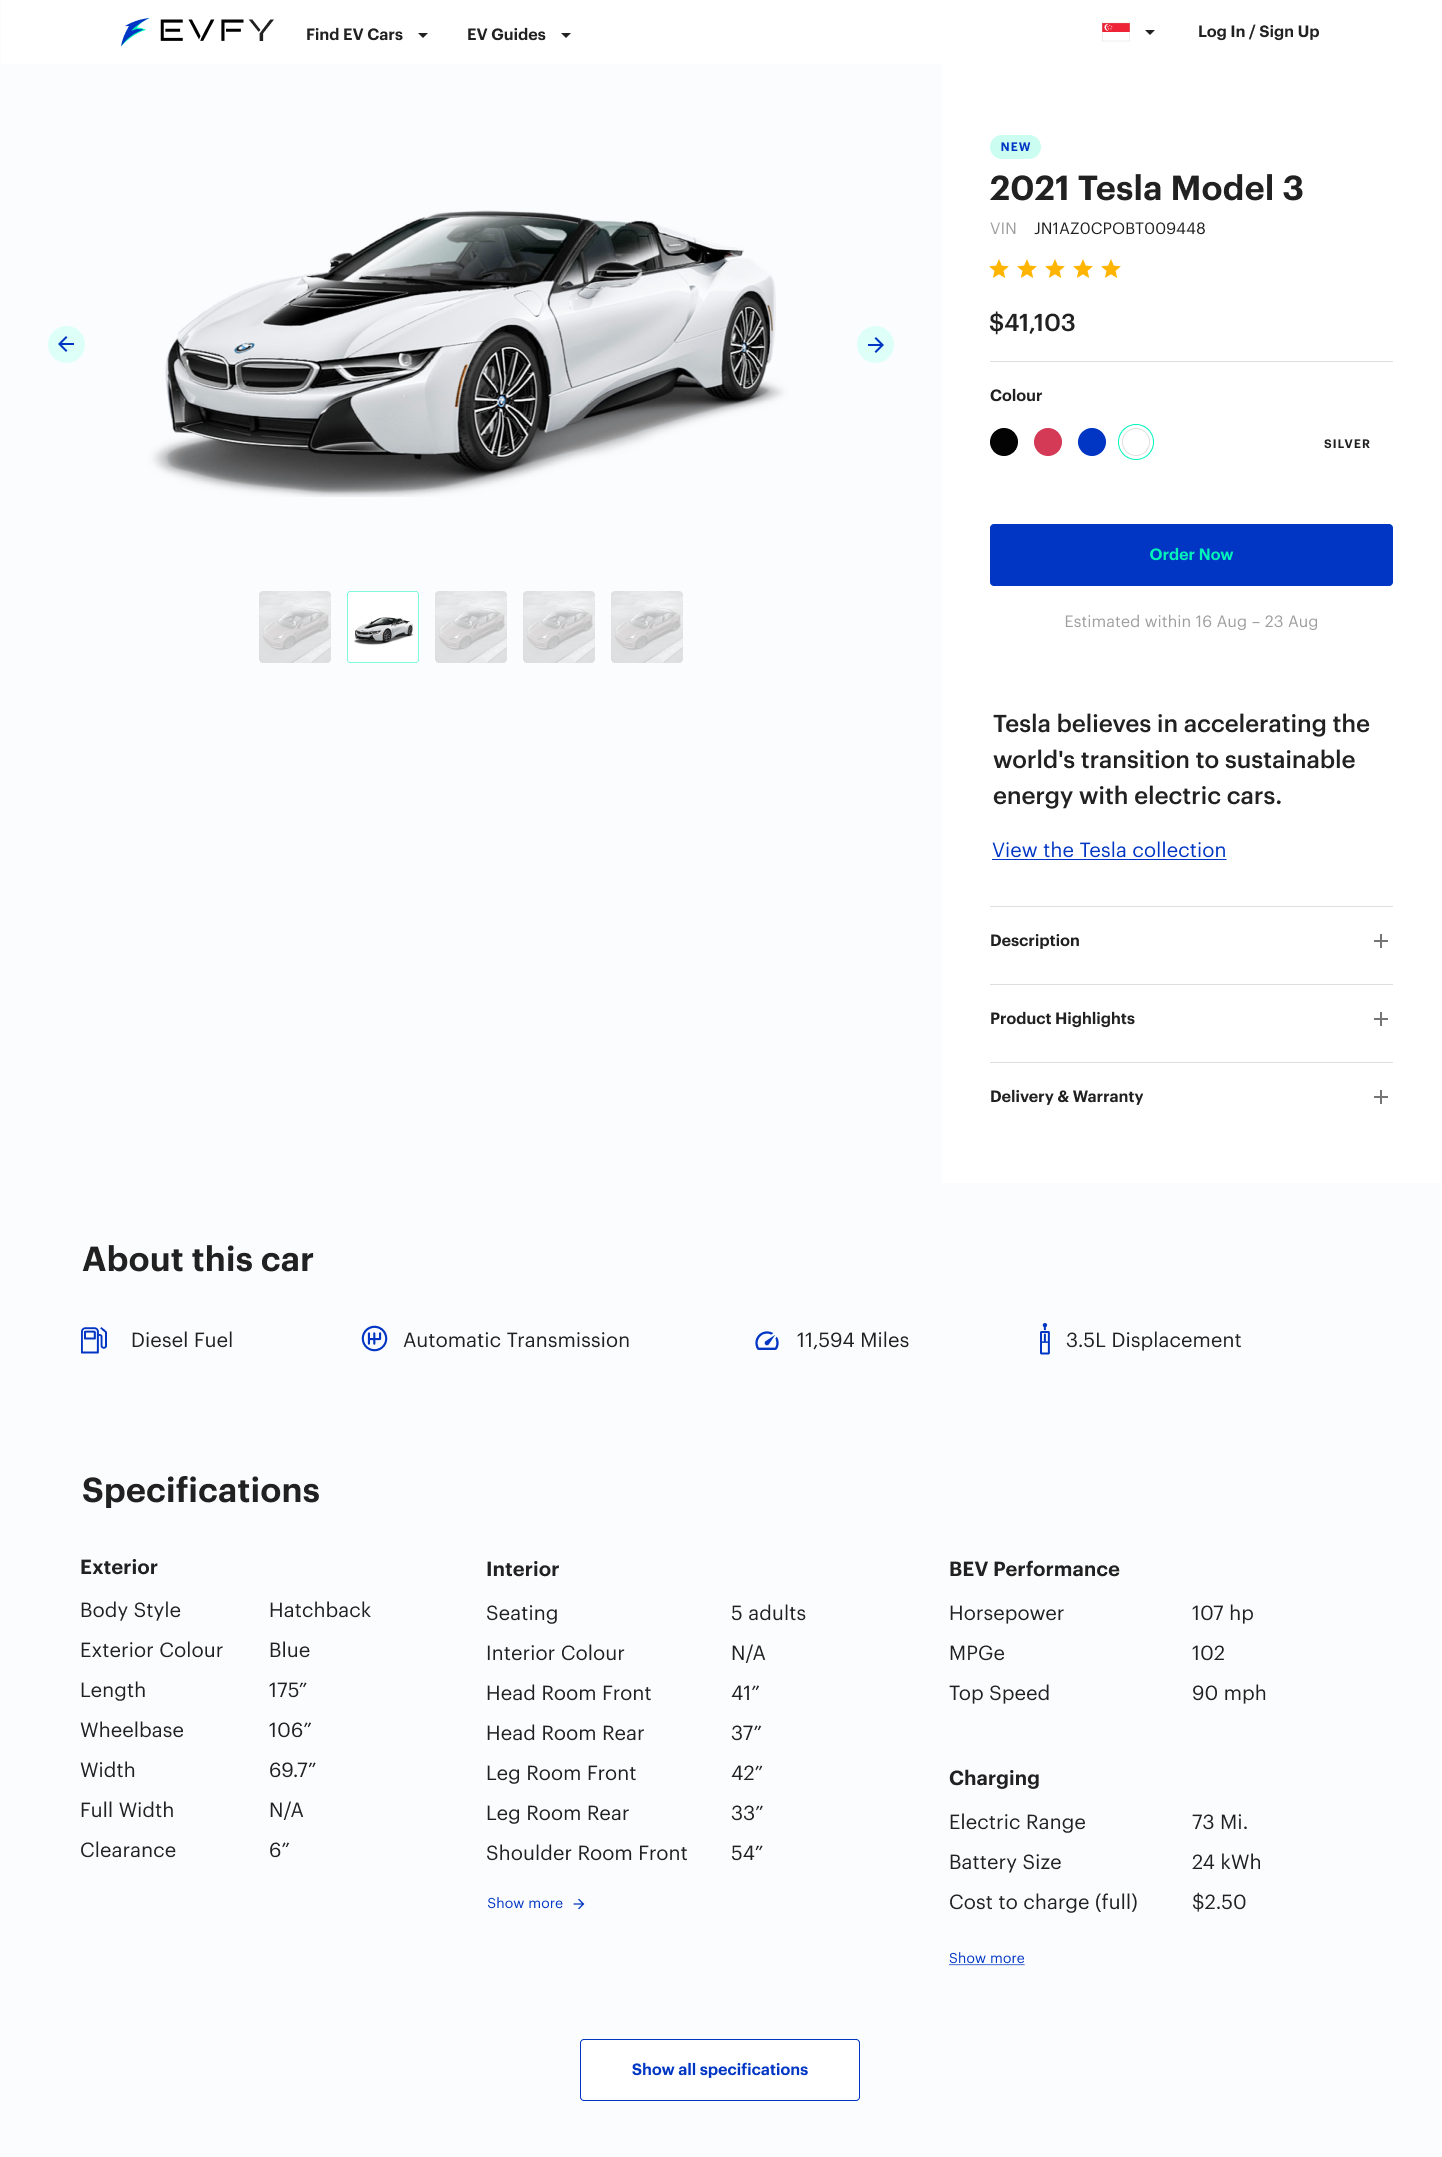 EVFY
Find EV Cars
EV Guides
Log In / Sign Up
NEW
2021 Tesla Model 3
VIN JN1AZ0CPOBT009448
$41,103
Colour
SILVER
Order Now
Estimated within 16 Aug – 23 Aug
Tesla believes in accelerating the
world's transition to sustainable
energy with electric cars.
View the Tesla collection
Description
Product Highlights
Delivery & Warranty
About this car
Diesel Fuel
Automatic Transmission
11,594 Miles
3.5L Displacement
Specifications
Exterior
Body Style Hatchback
Exterior Colour Blue
Length 175”
Wheelbase 106”
Width 69.7”
Full Width N/A
Clearance 6”
Interior
Seating 5 adults
Interior Colour N/A
Head Room Front 41”
Head Room Rear 37”
Leg Room Front 42”
Leg Room Rear 33”
Shoulder Room Front 54”
Show more
BEV Performance
Horsepower 107 hp
MPGe 102
Top Speed 90 mph
Charging
Electric Range 73 Mi.
Battery Size 24 kWh
Cost to charge (full) $2.50
Show more
Show all specifications